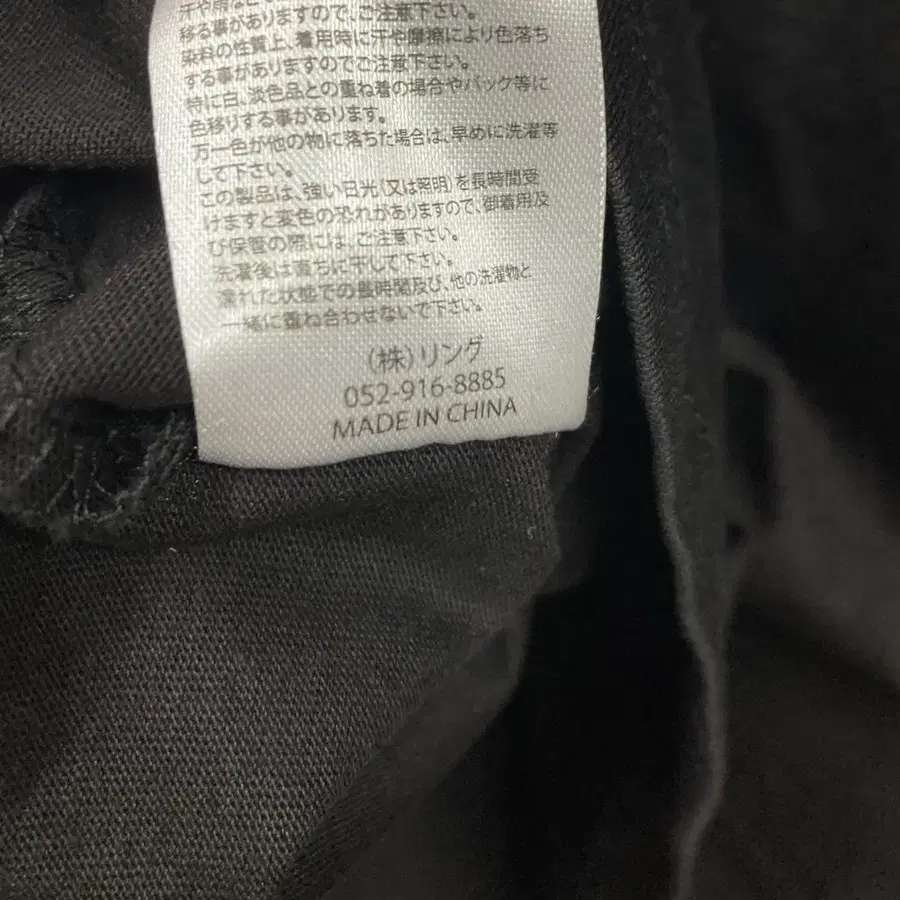 汗や雨など
移る事がありますので、ご注意下さい。
染料の性質上、着用時に汗や摩擦により色落ち
する事がありますのでご注意下さい。
特に白、淡色品との重ね着の場合やバック等に
色移りする事があります。
万一色が他の物に落ちた場合は、早めに洗濯等
して下さい。
この製品は、強い日光(又は照明)を長時間受
けますと変色の恐れがありますので、御着用及
び保管の際には、ご注意下さい。
洗濯後は直ちに干して下さい。
濡れた状態での長時間及び、他の洗濯物と
一緒に重ね合わせないで下さい。
(株)リング
052-916-8885
MADE IN CHINA